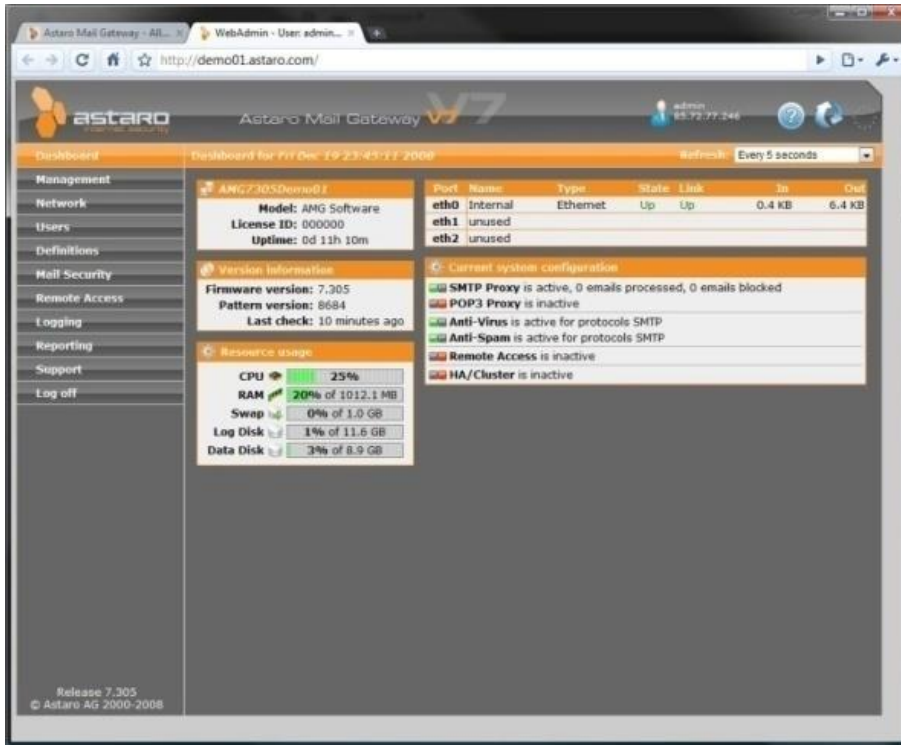 Astaro Mail Gateway - All...
WebAdmin - User: admin...
http://demo01.astaro.com/
astaro
internet security
Astaro Mail Gateway V7
admin
Dashboard
Dashboard for Fri Dec 19 23:45:11 2008
Refresh: Every 5 seconds
Management
Network
Users
Definitions
Mail Security
Remote Access
Logging
Reporting
Support
Log off
AMG7305Demo01
Model: AMG Software
License ID: 000000
Uptime: 0d 11h 10m
Version information
Firmware version: 7.305
Pattern version: 8684
Last check: 10 minutes ago
Resource usage
CPU 25%
RAM 20% of 1012.1 MB
Swap 0% of 1.0 GB
Log Disk 1% of 11.6 GB
Data Disk 3% of 8.9 GB
Port Name Type State Link In Out
eth0 Internal Ethernet Up Up 0.4 KB 6.4 KB
eth1 unused
eth2 unused
Current system configuration
SMTP Proxy is active, 0 emails processed, 0 emails blocked
POP3 Proxy is inactive
Anti-Virus is active for protocols SMTP
Anti-Spam is active for protocols SMTP
Remote Access is inactive
HA/Cluster is inactive
Release 7.305
© Astaro AG 2000-2008